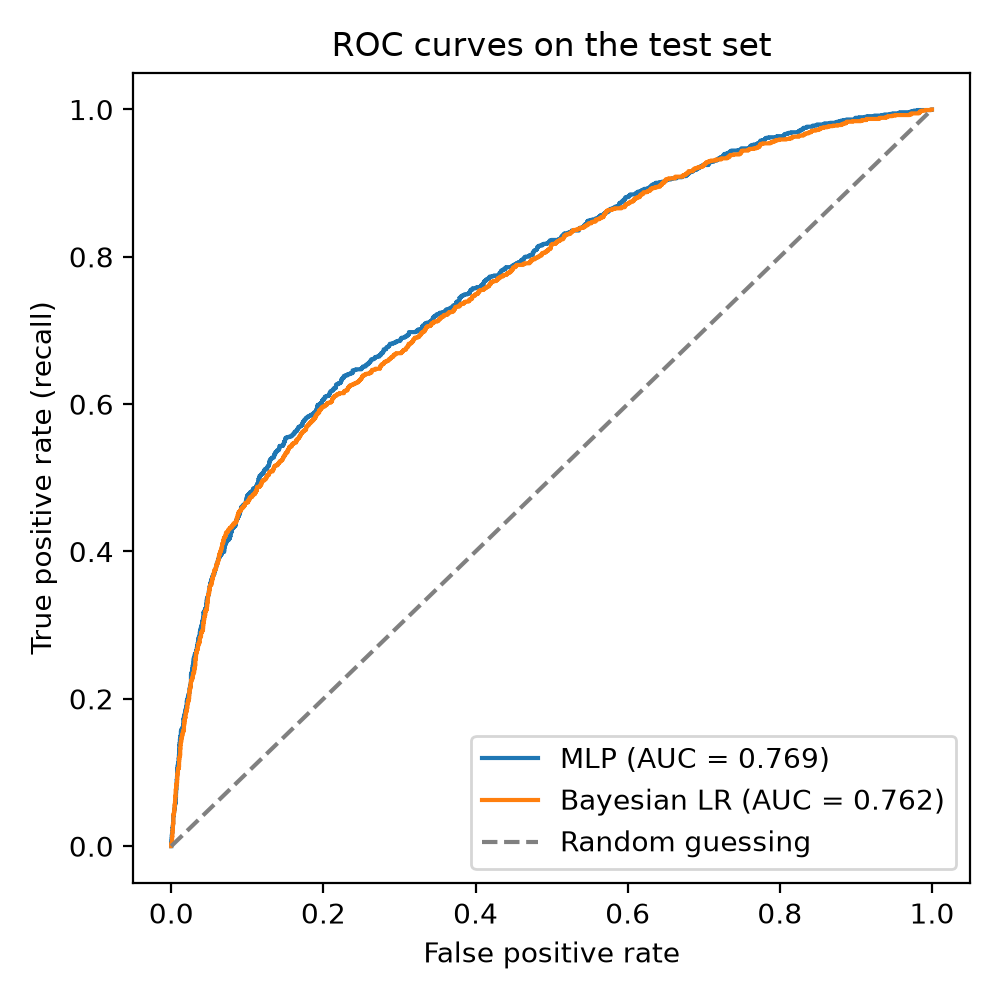 ROC curves on the test set
True positive rate (recall)
1.0
0.8
0.6
0.4
0.2
0.0
MLP (AUC = 0.769)
Bayesian LR (AUC = 0.762)
Random guessing
0.0 0.2 0.4 0.6 0.8 1.0
False positive rate